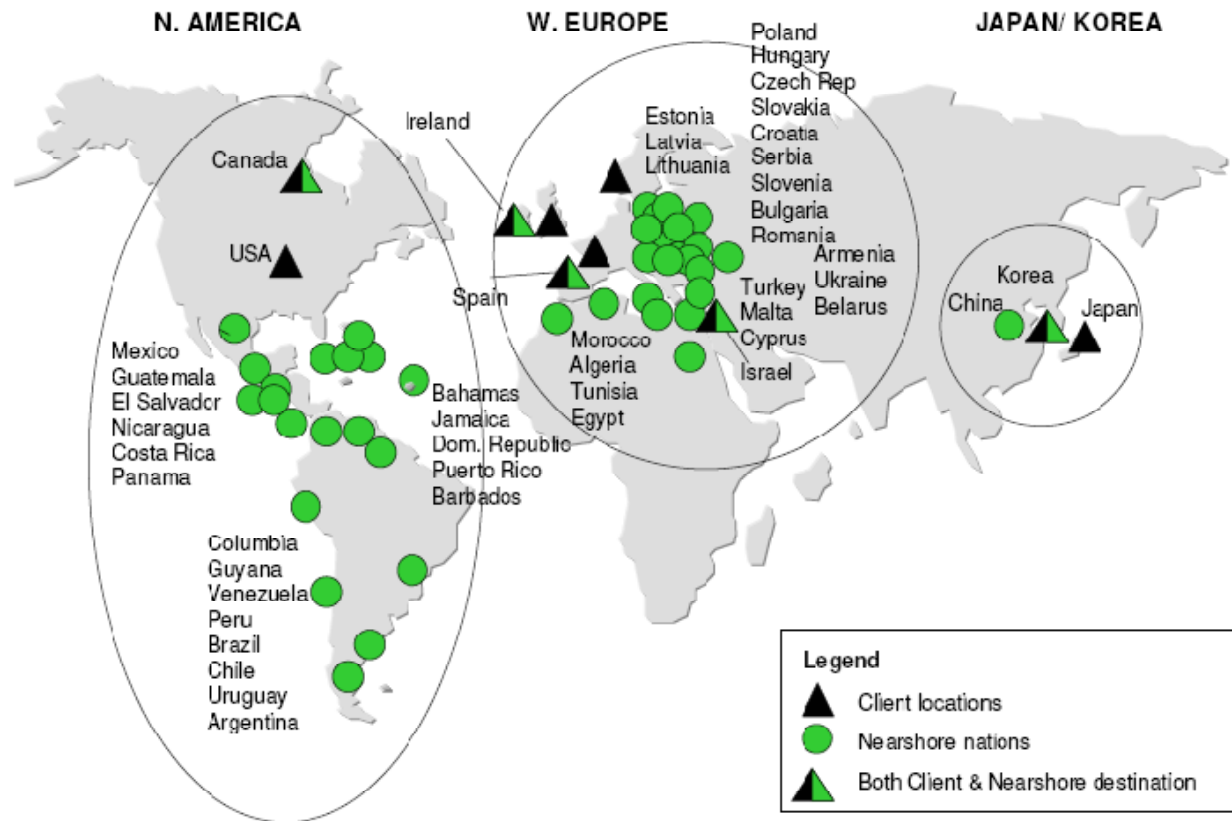 N. AMERICA
W. EUROPE
JAPAN/ KOREA
Canada
USA
Mexico
Guatemala
El Salvador
Nicaragua
Costa Rica
Panama
Bahamas
Jamaica
Dom. Republic
Puerto Rico
Barbados
Columbia
Guyana
Venezuela
Peru
Brazil
Chile
Uruguay
Argentina
Ireland
Spain
Estonia
Latvia
Lithuania
Poland
Hungary
Czech Rep
Slovakia
Croatia
Serbia
Slovenia
Bulgaria
Romania
Armenia
Ukraine
Belarus
Turkey
Malta
Cyprus
Israel
Morocco
Algeria
Tunisia
Egypt
Korea
China
Japan
Legend
Client locations
Nearshore nations
Both Client & Nearshore destination